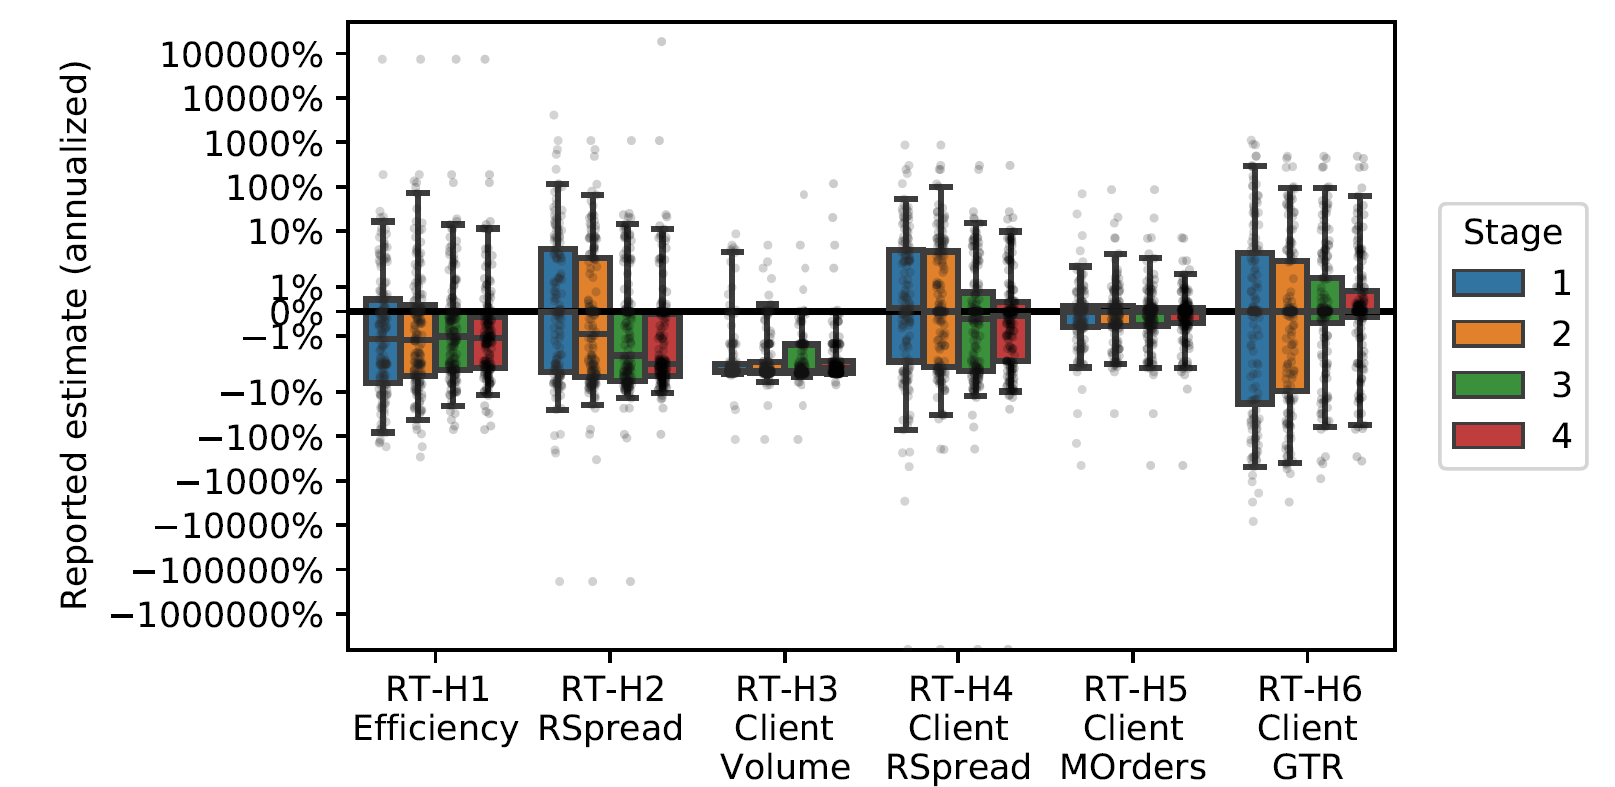 Reported estimate (annualized)
100000%
10000%
1000%
100%
10%
1%
0%
−1%
−10%
−100%
−1000%
−10000%
−100000%
−1000000%
RT-H1
Efficiency
RT-H2
RSpread
RT-H3
Client
Volume
RT-H4
Client
RSpread
RT-H5
Client
MOrders
RT-H6
Client
GTR
Stage
1
2
3
4